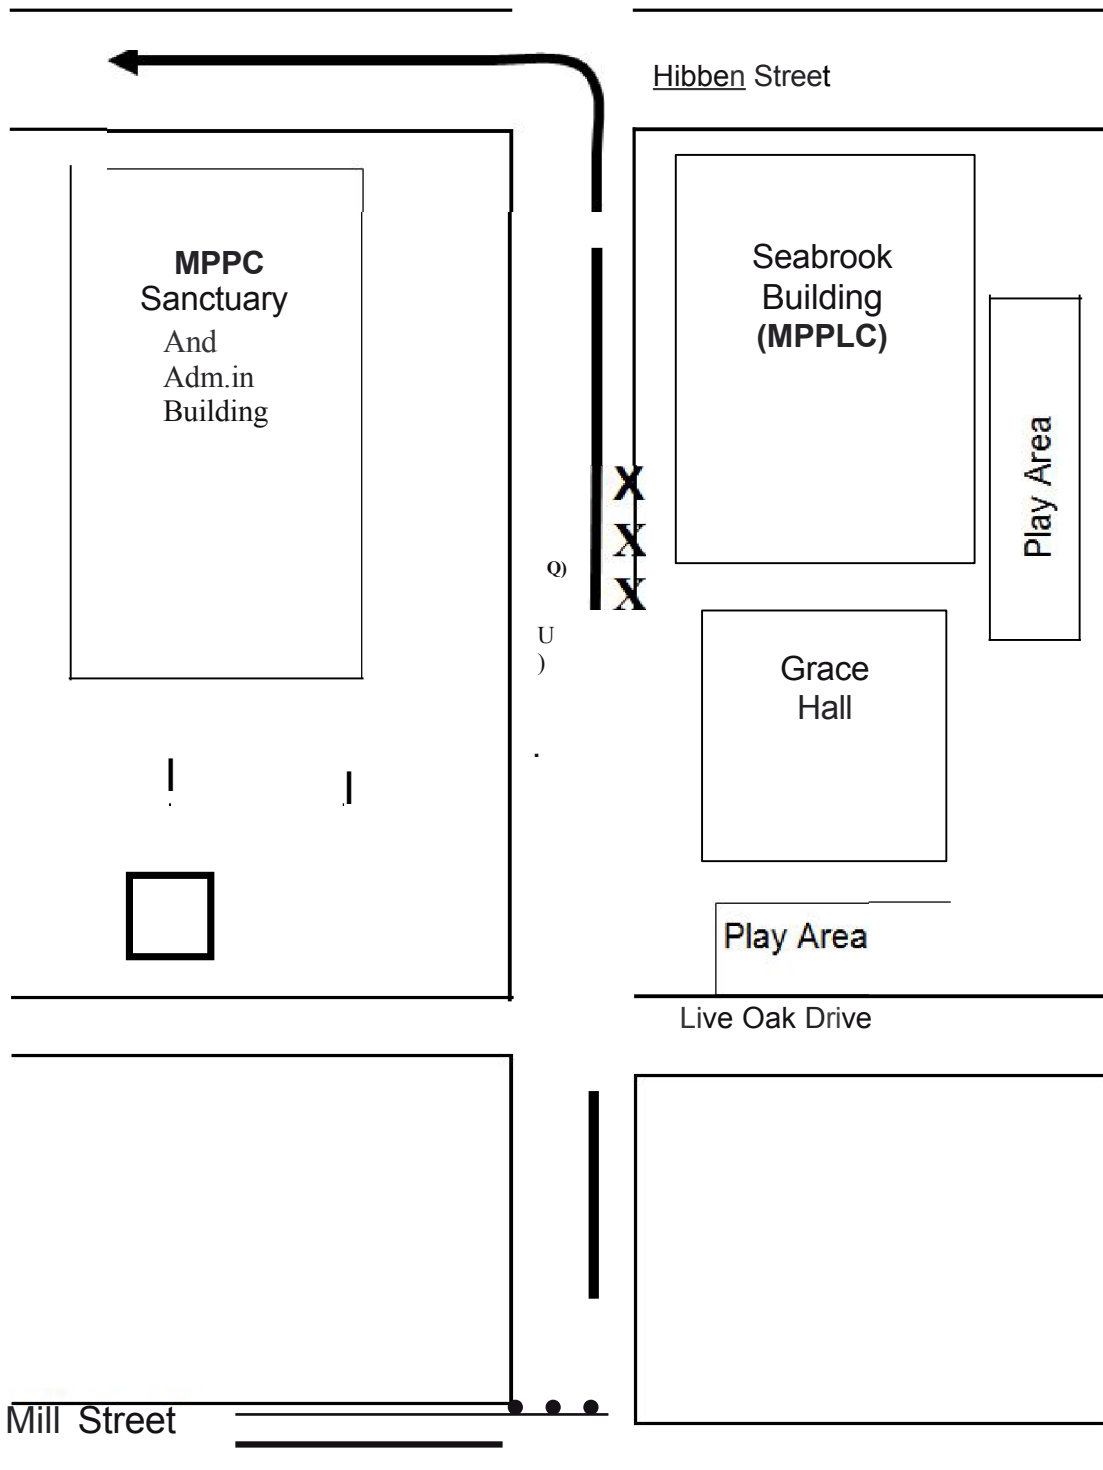 Hibben Street
MPPC
Sanctuary
And
Adm.in
Building
Seabrook
Building
(MPPLC)
Play Area
X
X
X
Q)
U
)
Grace
Hall
.
Play Area
Live Oak Drive
Mill Street